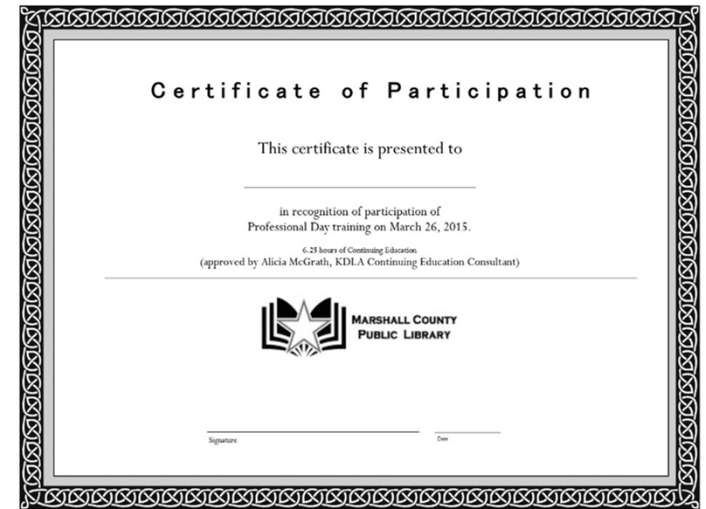 Certificate of Participation
This certificate is presented to
in recognition of participation of
Professional Day training on March 26, 2015.
6.25 hours of Continuing Education
(approved by Alicia McGrath, KDLA Continuing Education Consultant)
MARSHALL COUNTY
PUBLIC LIBRARY
Signature
Date